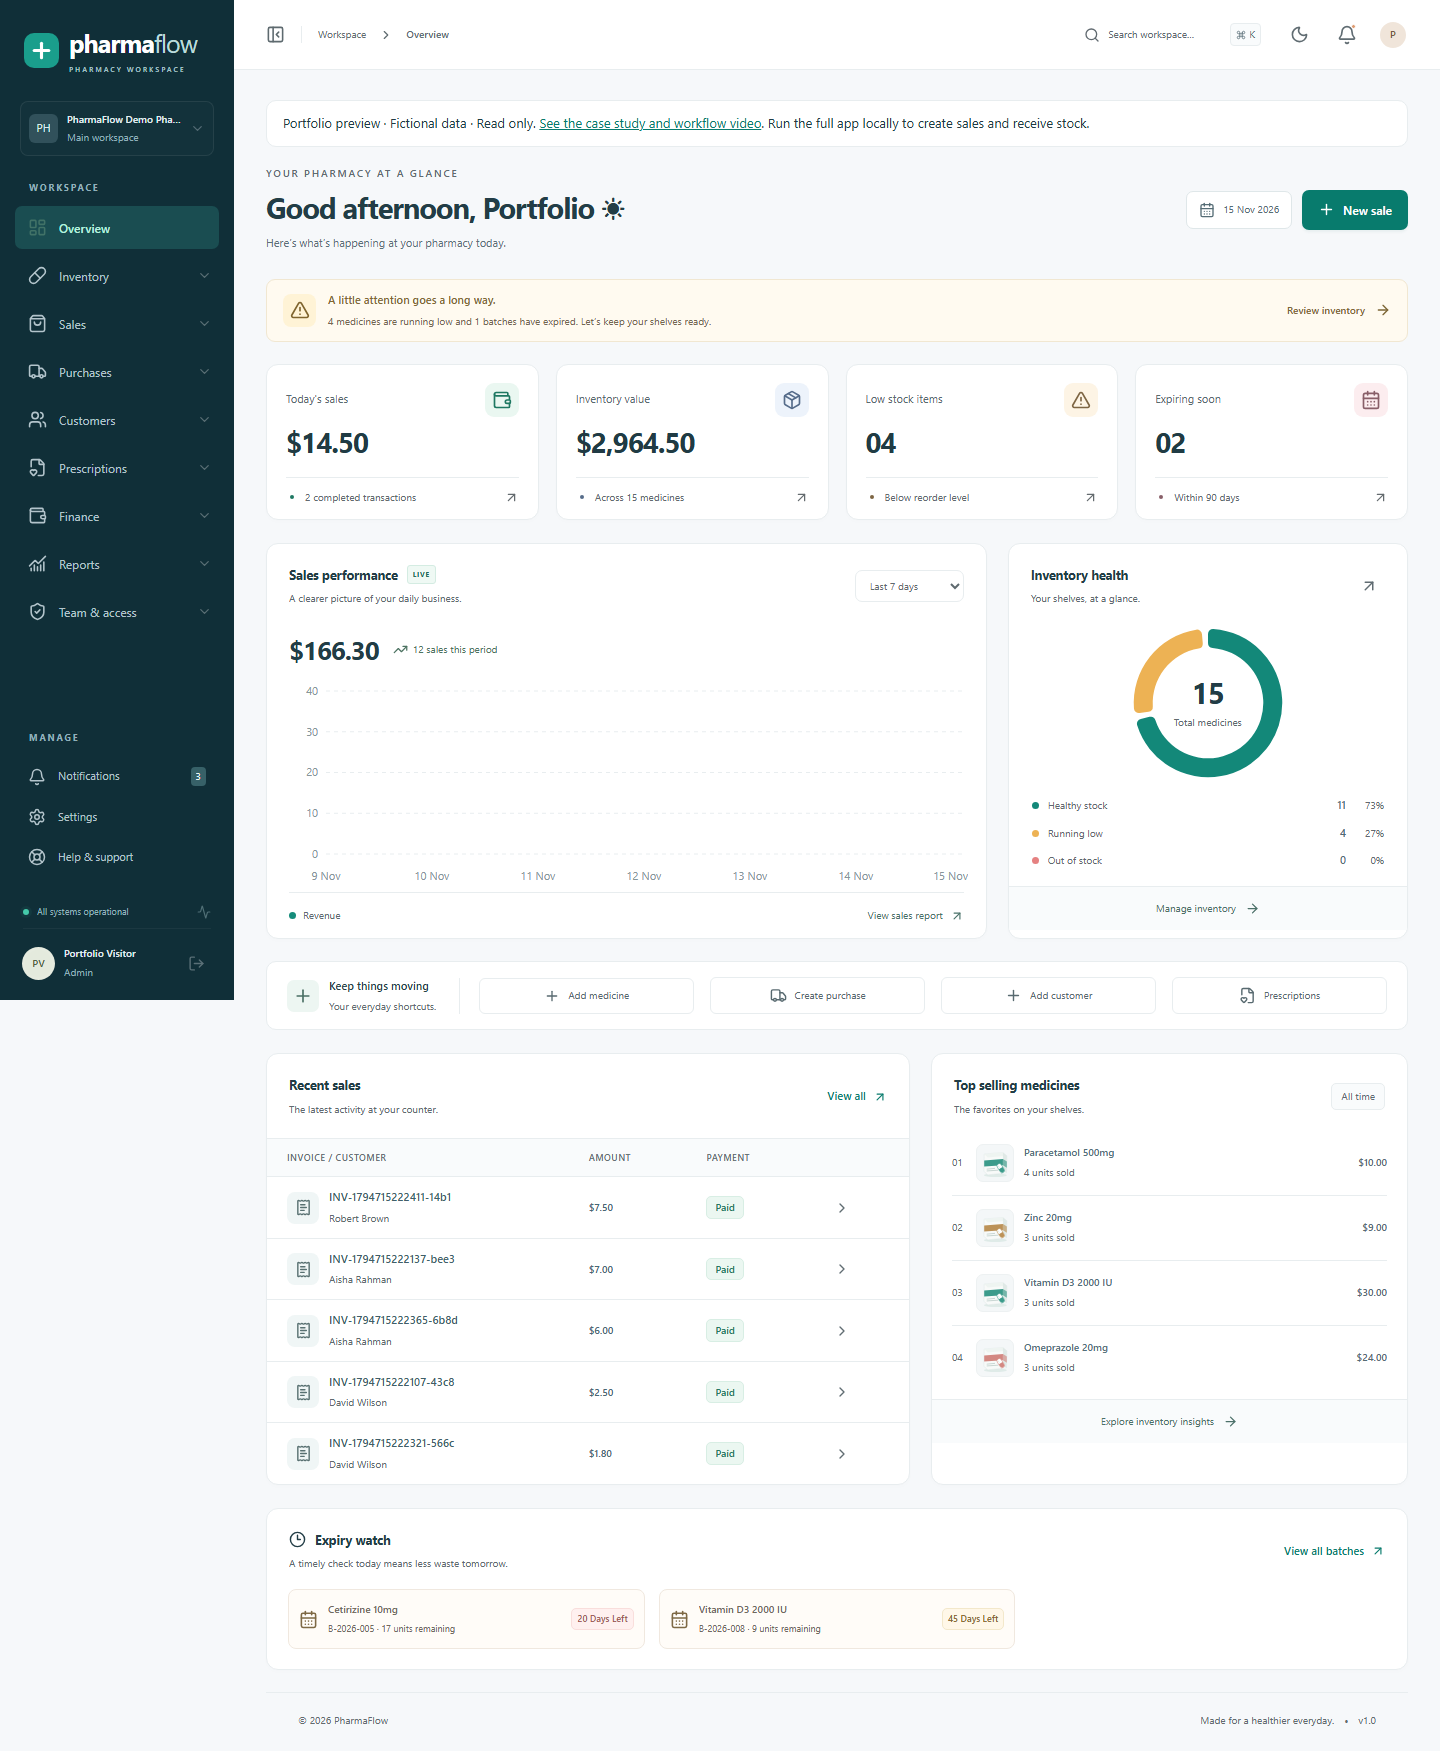 pharmaflow
PHARMACY WORKSPACE
PH
PharmaFlow Demo Pha...
Main workspace
WORKSPACE
Overview
Inventory
Sales
Purchases
Customers
Prescriptions
Finance
Reports
Team & access
MANAGE
Notifications 3
Settings
Help & support
All systems operational
PV
Portfolio Visitor
Admin
Workspace > Overview
Search workspace... ⌘ K
P
Portfolio preview · Fictional data · Read only. See the case study and workflow video. Run the full app locally to create sales and receive stock.
YOUR PHARMACY AT A GLANCE
Good afternoon, Portfolio ☀
Here's what's happening at your pharmacy today.
15 Nov 2026
New sale
A little attention goes a long way.
4 medicines are running low and 1 batches have expired. Let's keep your shelves ready.
Review inventory
Today's sales
$14.50
2 completed transactions
Inventory value
$2,964.50
Across 15 medicines
Low stock items
04
Below reorder level
Expiring soon
02
Within 90 days
Sales performance LIVE
A clearer picture of your daily business.
Last 7 days
$166.30 12 sales this period
40
30
20
10
0
9 Nov 10 Nov 11 Nov 12 Nov 13 Nov 14 Nov 15 Nov
Revenue
View sales report
Inventory health
Your shelves, at a glance.
15
Total medicines
Healthy stock 11 73%
Running low 4 27%
Out of stock 0 0%
Manage inventory
Keep things moving
Your everyday shortcuts.
Add medicine
Create purchase
Add customer
Prescriptions
Recent sales
The latest activity at your counter.
View all
INVOICE / CUSTOMER AMOUNT PAYMENT
INV-1794715222411-14b1
Robert Brown
$7.50 Paid
INV-1794715222137-bee3
Aisha Rahman
$7.00 Paid
INV-1794715222365-6b8d
Aisha Rahman
$6.00 Paid
INV-1794715222107-43c8
David Wilson
$2.50 Paid
INV-1794715222321-566c
David Wilson
$1.80 Paid
Top selling medicines
The favorites on your shelves.
All time
01 Paracetamol 500mg
4 units sold
$10.00
02 Zinc 20mg
3 units sold
$9.00
03 Vitamin D3 2000 IU
3 units sold
$30.00
04 Omeprazole 20mg
3 units sold
$24.00
Explore inventory insights
Expiry watch
A timely check today means less waste tomorrow.
View all batches
Cetirizine 10mg
B-2026-005 · 17 units remaining
20 Days Left
Vitamin D3 2000 IU
B-2026-008 · 9 units remaining
45 Days Left
© 2026 PharmaFlow
Made for a healthier everyday. • v1.0